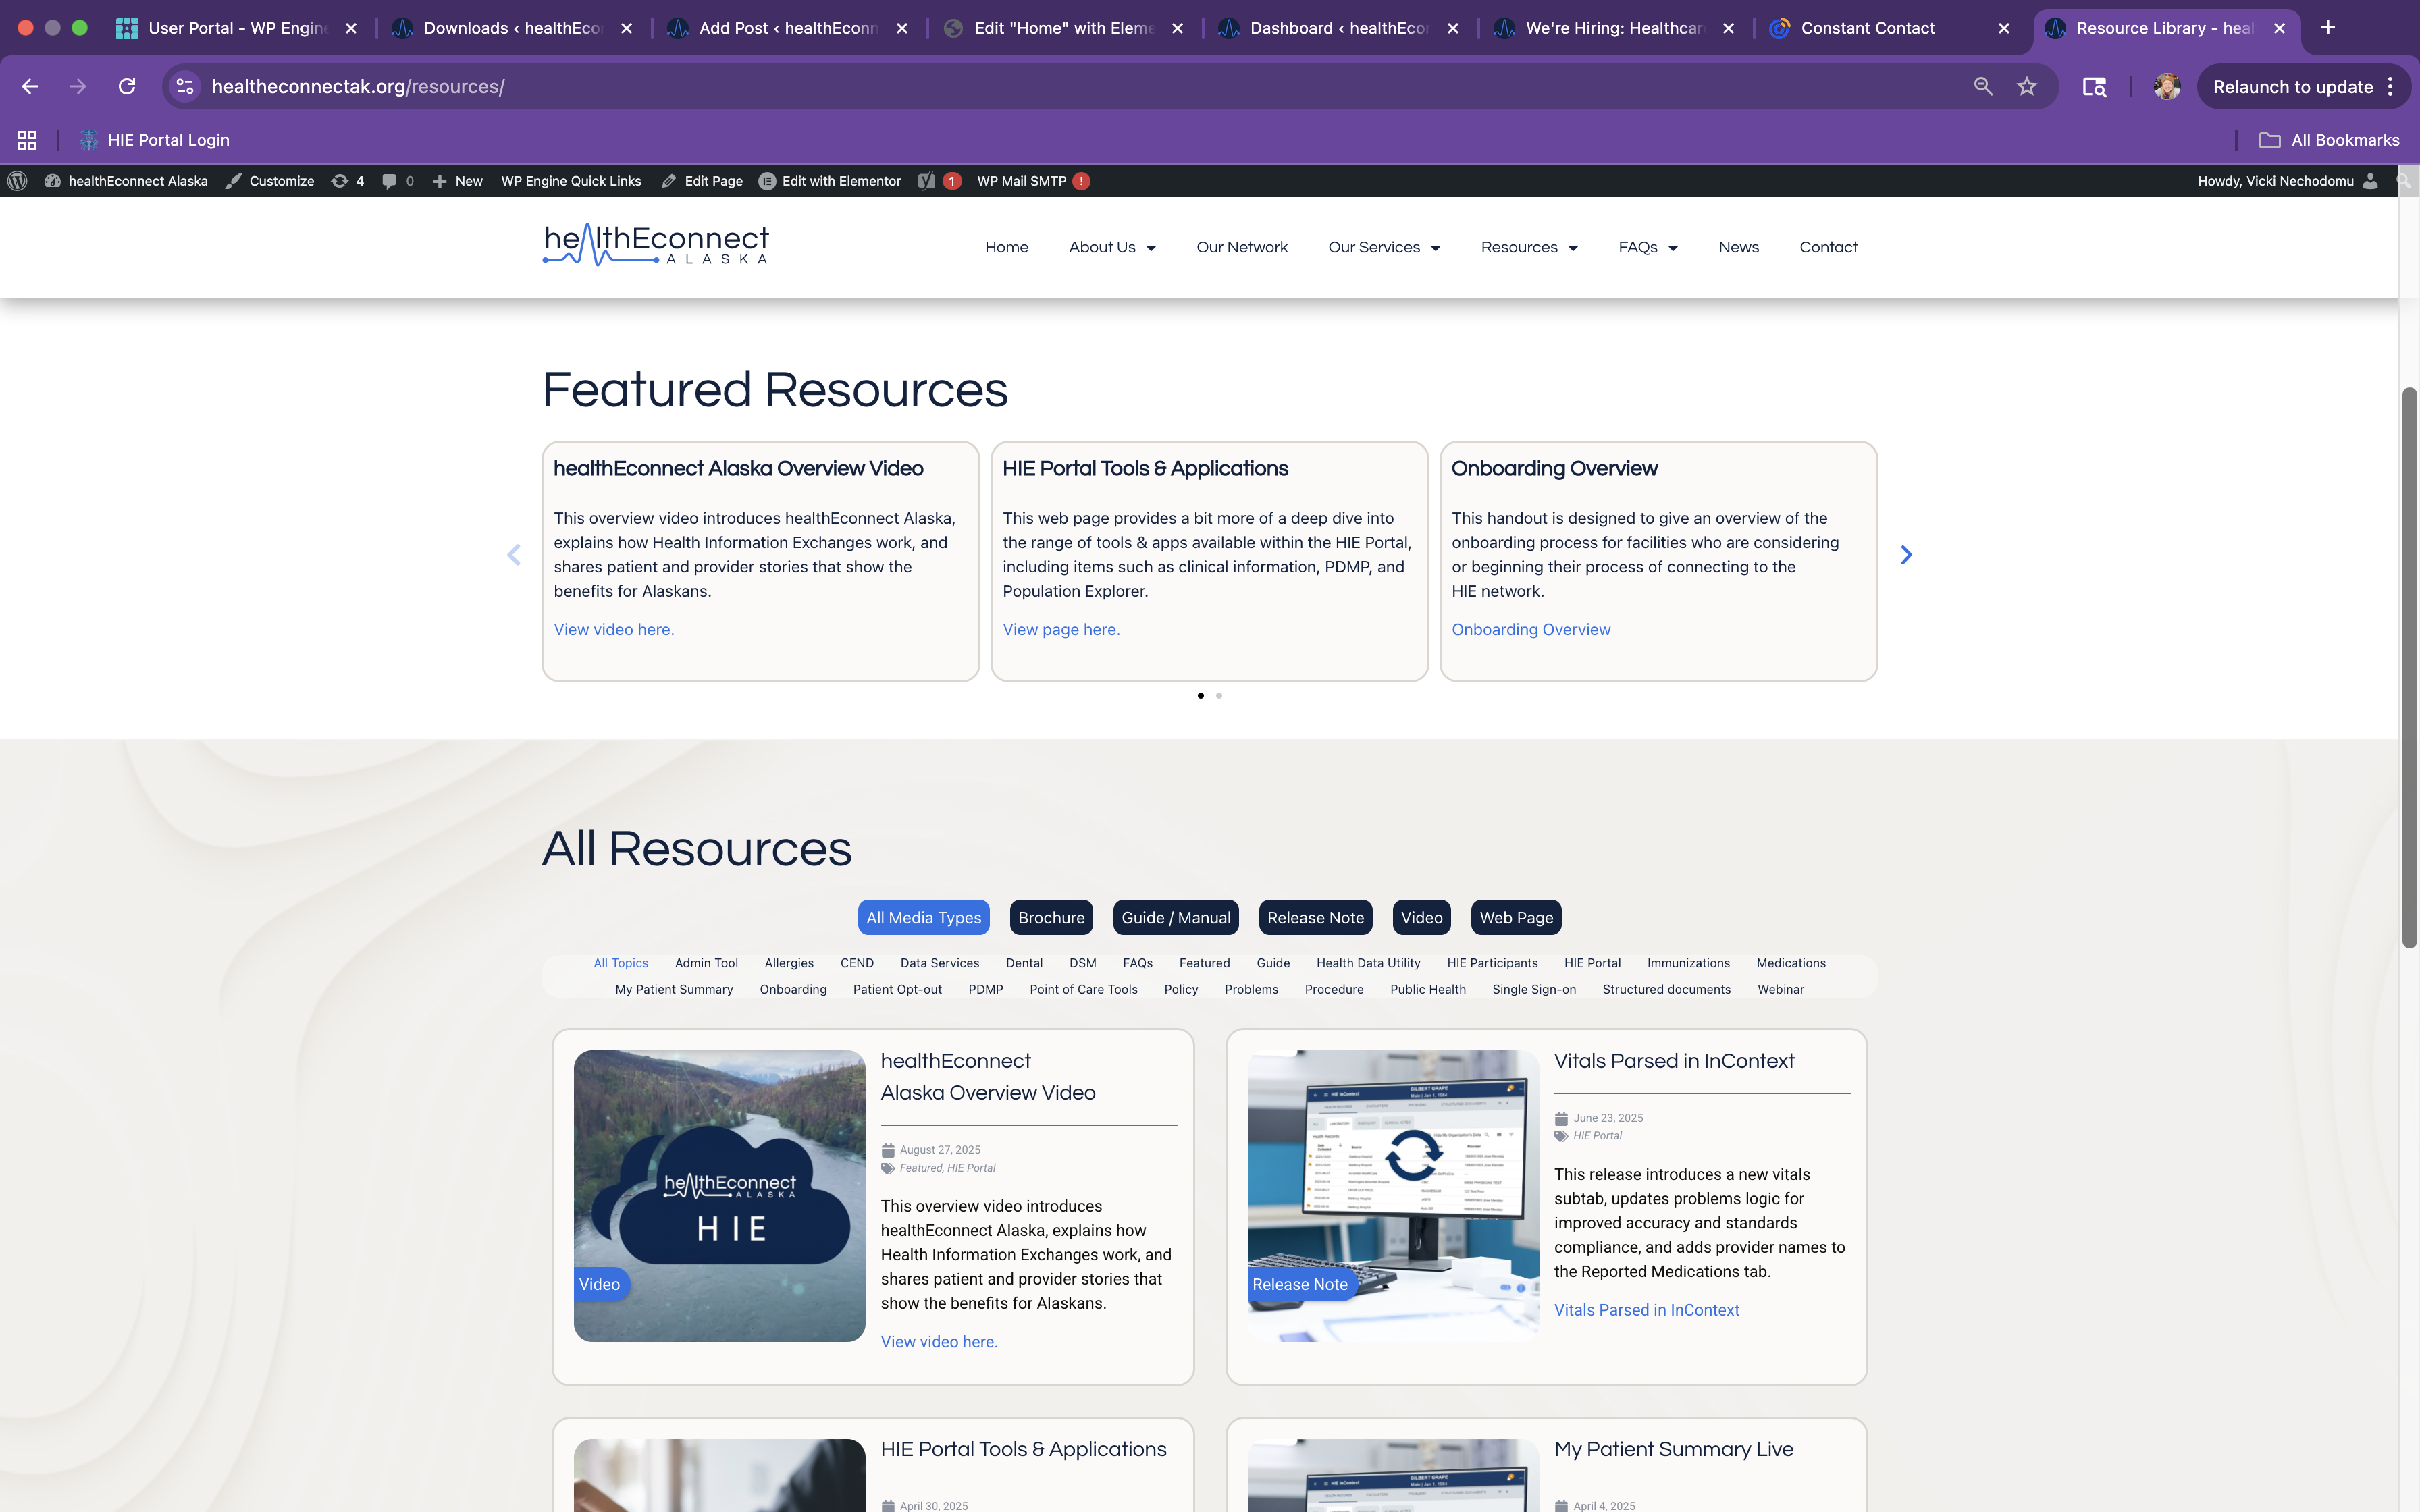 User Portal - WP Engine
Downloads ‹ healthEco
Add Post ‹ healthEconn
Edit "Home" with Eleme
Dashboard ‹ healthEcon
We're Hiring: Healthcar
Constant Contact
Resource Library - heal
healtheconnectak.org/resources/
Relaunch to update
HIE Portal Login
All Bookmarks
healthEconnect Alaska
Customize
4
0
New
WP Engine Quick Links
Edit Page
Edit with Elementor
1
WP Mail SMTP !
Howdy, Vicki Nechodomu
healthEconnect
ALASKA
Home
About Us
Our Network
Our Services
Resources
FAQs
News
Contact
Featured Resources
healthEconnect Alaska Overview Video
This overview video introduces healthEconnect Alaska,
explains how Health Information Exchanges work, and
shares patient and provider stories that show the
benefits for Alaskans.
View video here.
HIE Portal Tools & Applications
This web page provides a bit more of a deep dive into
the range of tools & apps available within the HIE Portal,
including items such as clinical information, PDMP, and
Population Explorer.
View page here.
Onboarding Overview
This handout is designed to give an overview of the
onboarding process for facilities who are considering
or beginning their process of connecting to the
HIE network.
Onboarding Overview
All Resources
All Media Types
Brochure
Guide / Manual
Release Note
Video
Web Page
All Topics Admin Tool Allergies CEND Data Services Dental DSM FAQs Featured Guide Health Data Utility HIE Participants HIE Portal Immunizations Medications
My Patient Summary Onboarding Patient Opt-out PDMP Point of Care Tools Policy Problems Procedure Public Health Single Sign-on Structured documents Webinar
healthEconnect
ALASKA
HIE
Video
healthEconnect
Alaska Overview Video
August 27, 2025
Featured, HIE Portal
This overview video introduces
healthEconnect Alaska, explains how
Health Information Exchanges work, and
shares patient and provider stories that
show the benefits for Alaskans.
View video here.
GILBERT GRAPE
HIE InContext
Health Records
Release Note
Vitals Parsed in InContext
June 23, 2025
HIE Portal
This release introduces a new vitals
subtab, updates problems logic for
improved accuracy and standards
compliance, and adds provider names to
the Reported Medications tab.
Vitals Parsed in InContext
HIE Portal Tools & Applications
April 30, 2025
GILBERT GRAPE
HIE InContext
My Patient Summary Live
April 4, 2025